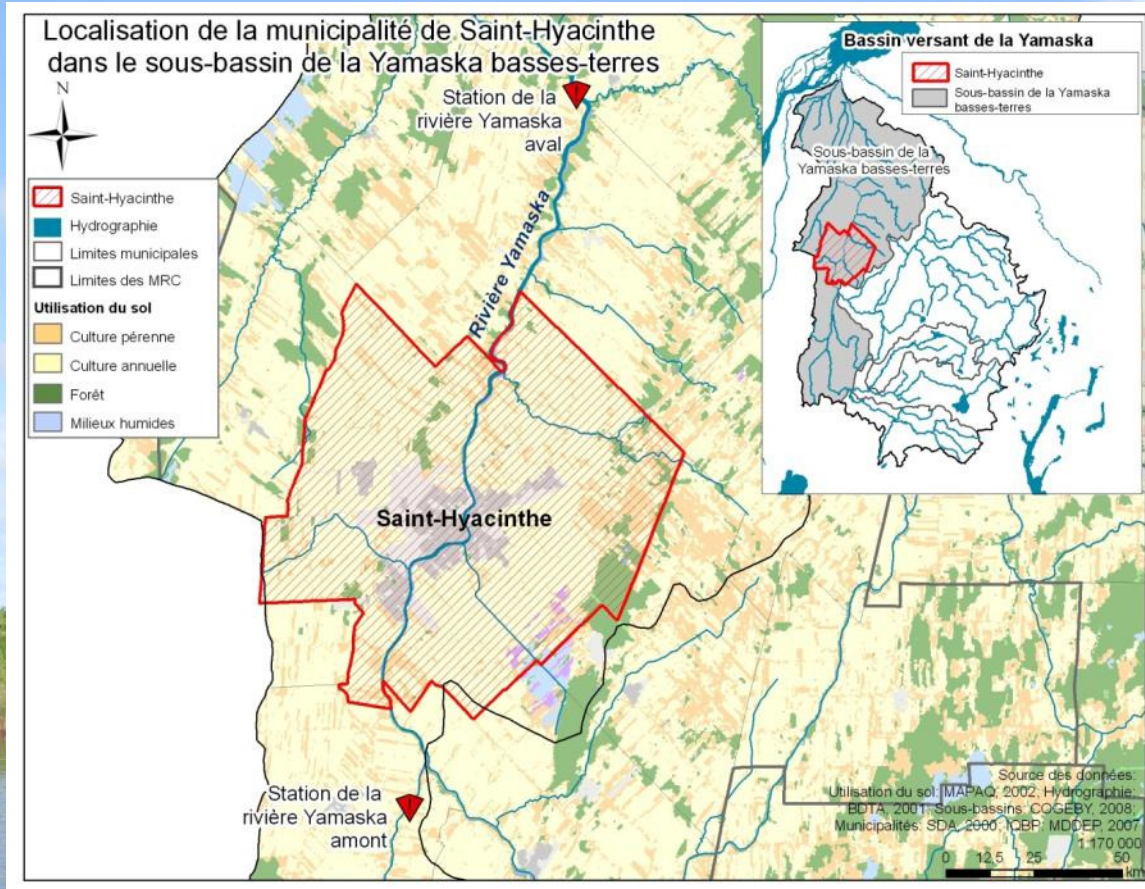 Localisation de la municipalité de Saint-Hyacinthe
dans le sous-bassin de la Yamaska basses-terres
N
Station de la
rivière Yamaska
aval
Bassin versant de la Yamaska
Saint-Hyacinthe
Sous-bassin de la Yamaska
basses-terres
Sous-bassin de la
Yamaska basses-terres
Saint-Hyacinthe
Hydrographie
Limites municipales
Limites des MRC
Utilisation du sol
Culture pérenne
Culture annuelle
Forêt
Milieux humides
Rivière Yamaska
Saint-Hyacinthe
Station de la
rivière Yamaska
amont
Source des données:
Utilisation du sol: MAPAQ, 2002; Hydrographie:
BDTA, 2001; Sous-bassins: COGEBY, 2008;
Municipalités: SDA, 2000; IQBP: MDDEP, 2007
1:170 000
0 12,5 25 50
km